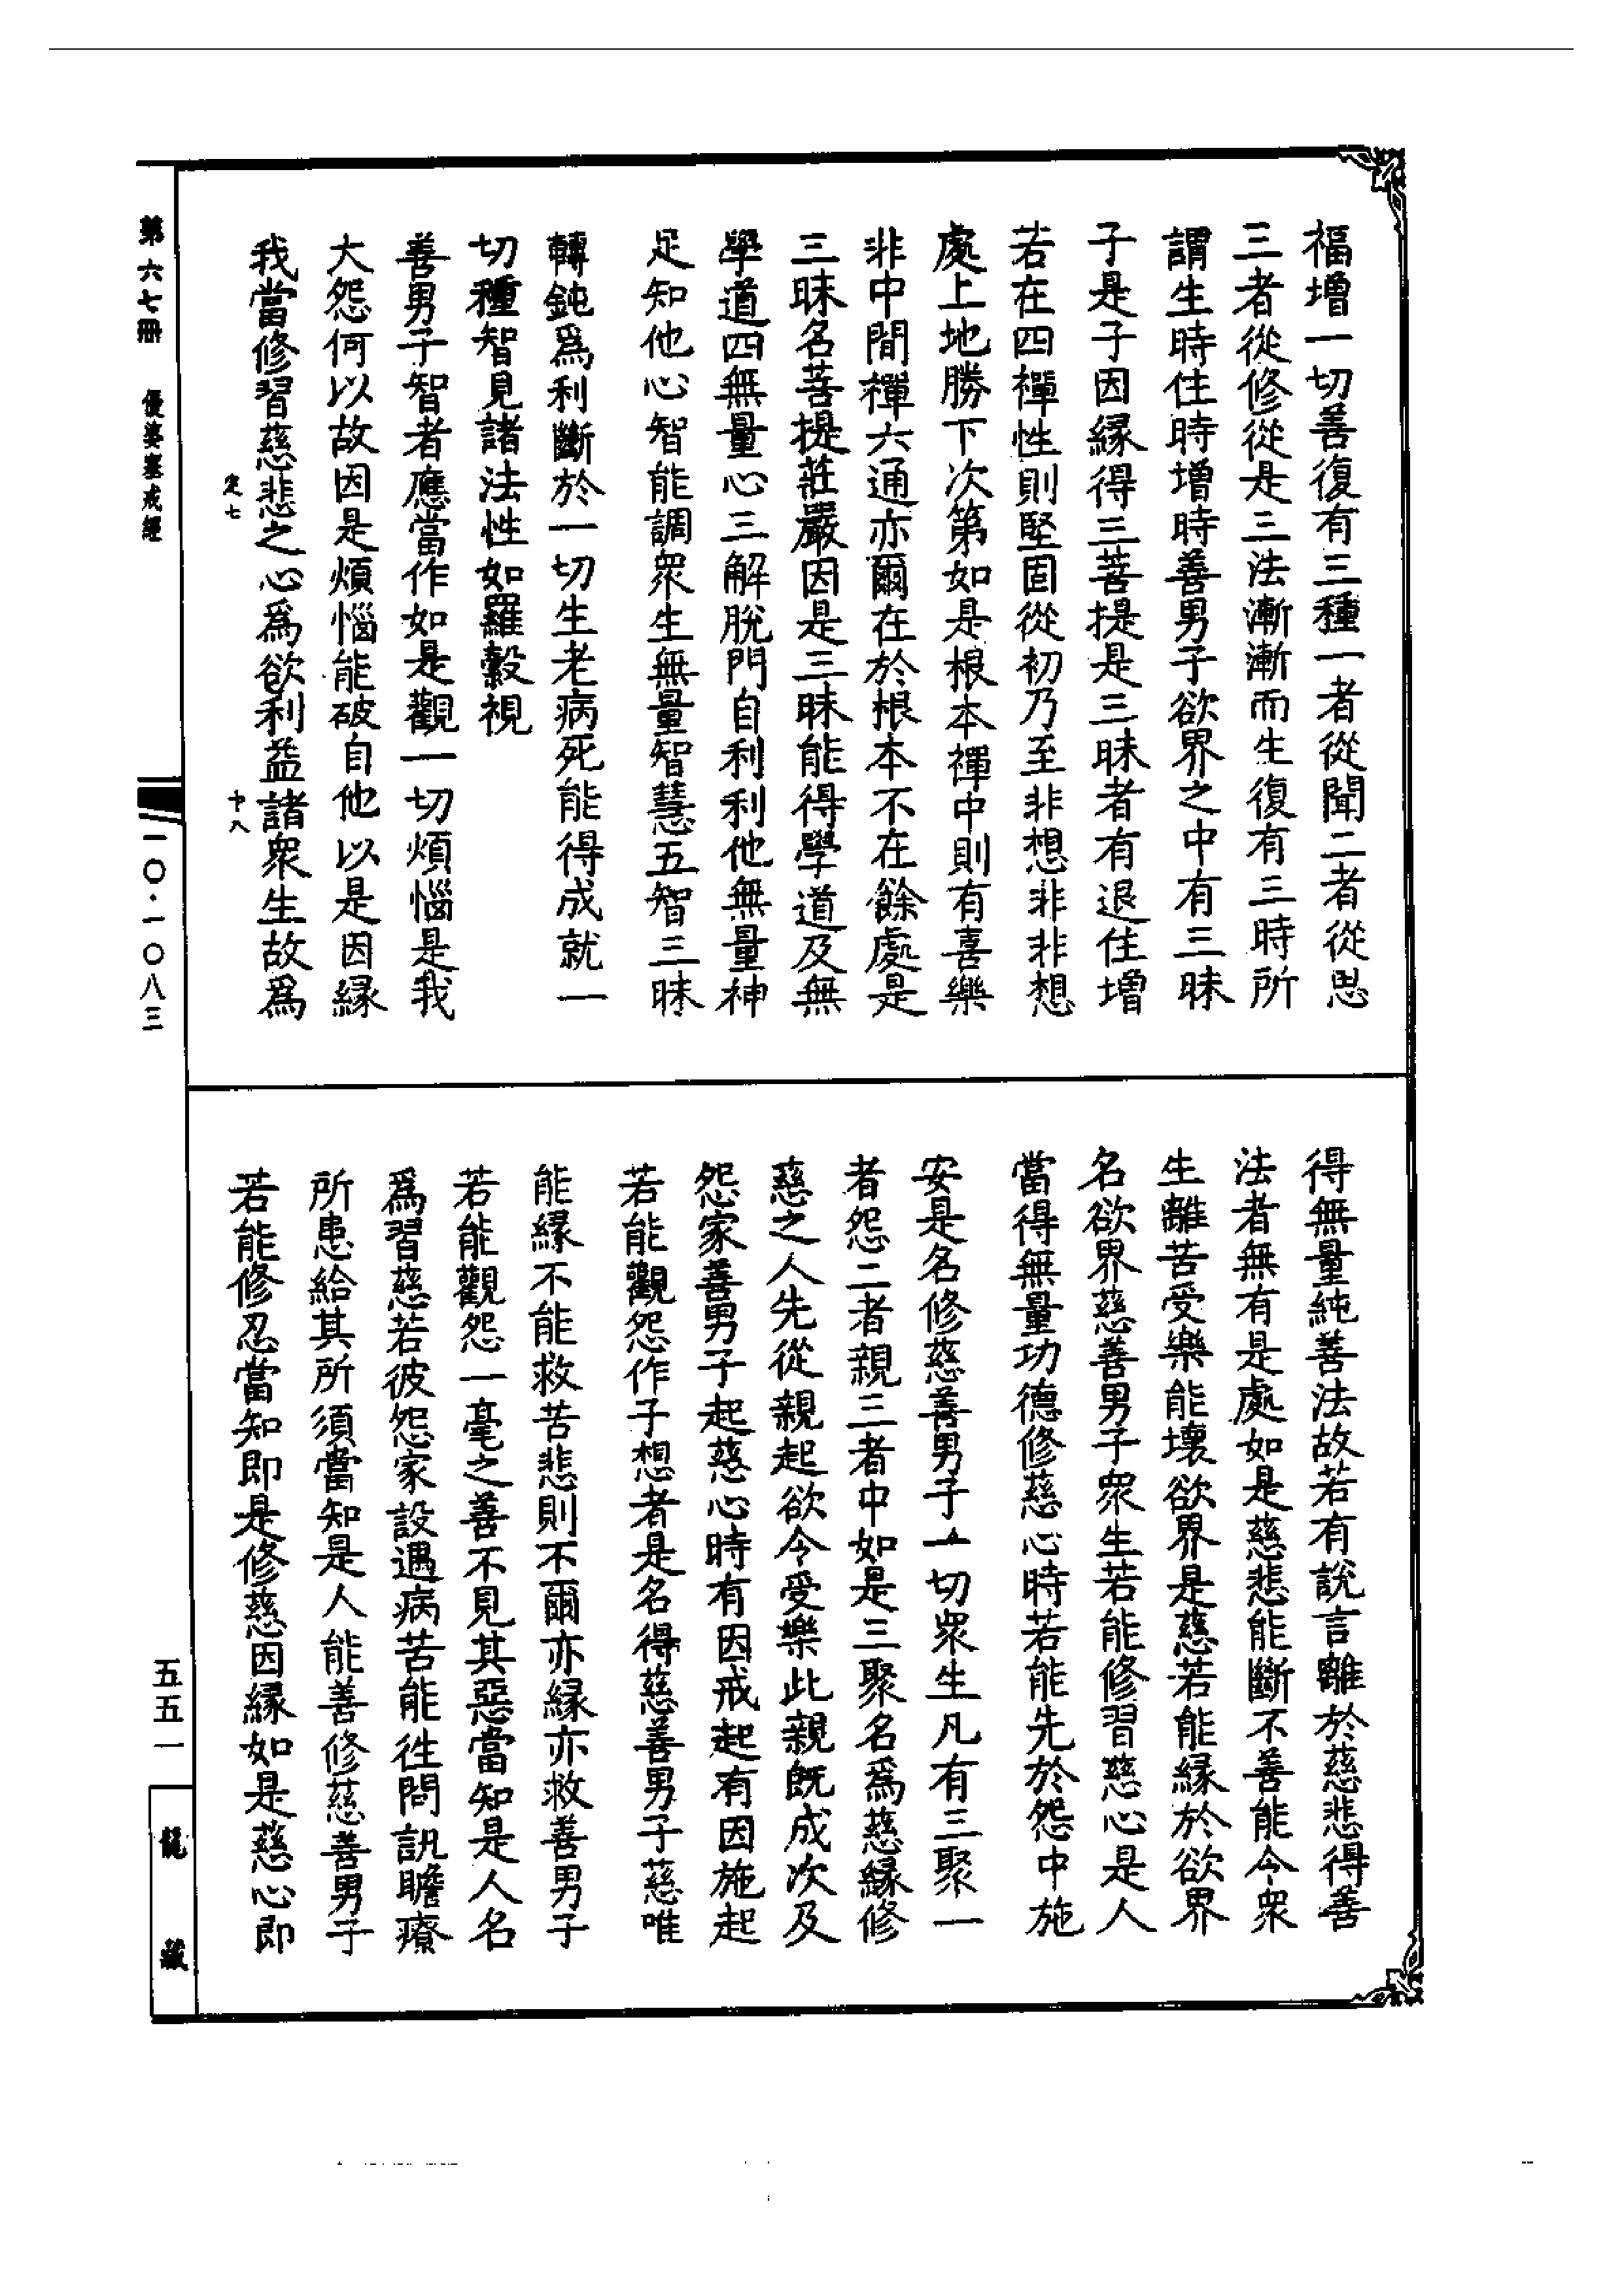 福增一切善復有三種一者從聞二者從思
三者從修從是三法漸漸而生復有三時所
謂生時住時增時善男子欲界之中有三昧
子是子因緣得三菩提是三昧者有退住增
若在四禪性則堅固從初乃至非想非非想
處上地勝下次第如是根本禪中則有喜樂
非中間禪六通亦爾在於根本不在餘處是
三昧名菩提莊嚴因是三昧能得學道及無
學道四無量心三解脫門自利利他無量神
足知他心智能調眾生無量智慧五智三昧
轉鈍爲利斷於一切生老病死能得成就一
切種智見諸法性如羅縠視
善男子智者應當作如是觀一切煩惱是我
大怨何以故因是煩惱能破自他以是因緣
我當修習慈悲之心爲欲利益諸眾生故爲
定七
十八
得無量純善法故若有說言離於慈悲得善
法者無有是處如是慈悲能斷不善能令眾
生離苦受樂能壞欲界是慈若能緣於欲界
名欲界慈善男子眾生若能修習慈心是人
當得無量功德修慈心時若能先於怨中施
安是名修慈善男子一切眾生凡有三聚一
者怨二者親三者中如是三聚名爲慈緣修
慈之人先從親起欲令受樂此親既成次及
怨家善男子起慈心時有因戒起有因施起
若能觀怨作子想者是名得慈善男子慈唯
能緣不能救苦悲則不爾亦緣亦救善男子
若能觀怨一毫之善不見其惡當知是人名
爲習慈若彼怨家設遇病苦能往問訊瞻療
所患給其所須當知是人能善修慈善男子
若能修忍當知即是修慈因緣如是慈心即
第六七冊
優婆塞戒經
一〇·一〇八三
五五一
龍藏